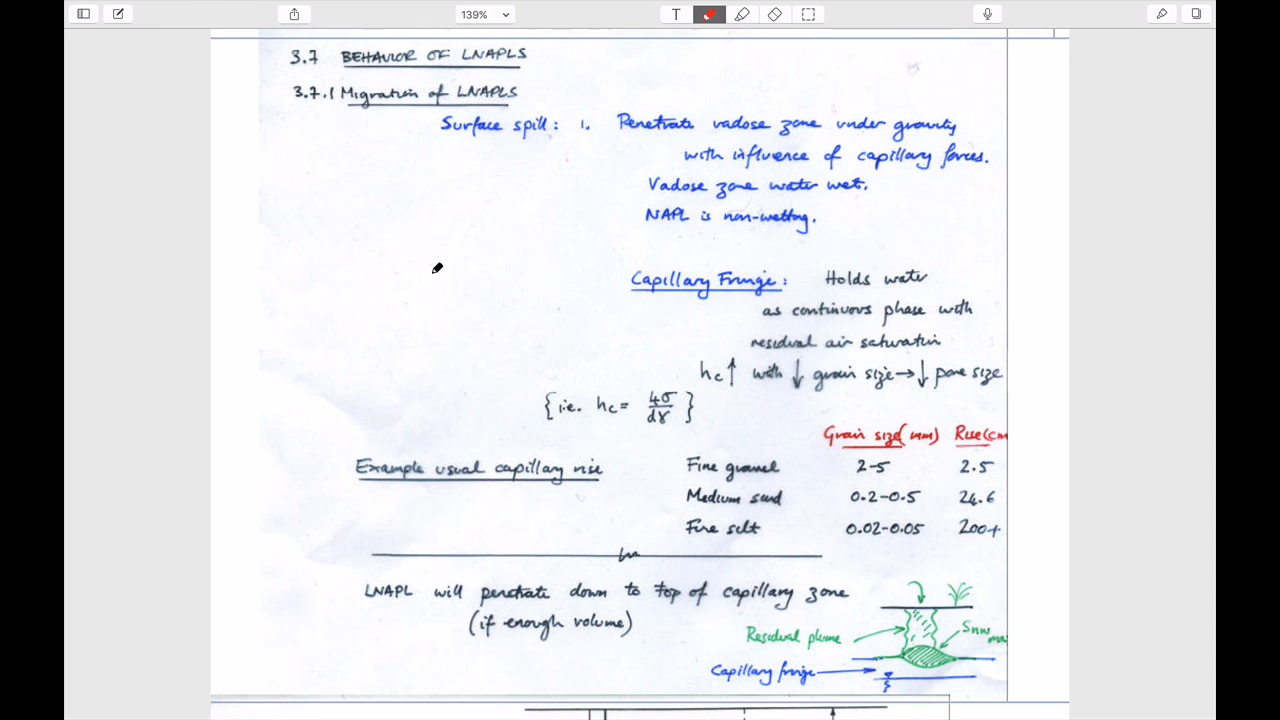 139%
T
3.7 BEHAVIOR OF LNAPLS
3.7.1 Migration of LNAPLS
Surface spill: 1. Penetrate vadose zone under gravity
with influence of capillary forces.
Vadose zone water wet.
NAPL is non-wetting.
Capillary Fringe: Holds water
as continuous phase with
residual air saturation
hc↑ with ↓ grain size → ↓ pore size
{i.e. hc = 4σ/dγ}
Grain size (mm) Rise (cm
Example usual capillary rise Fine gravel 2-5 2.5
Medium sand 0.2-0.5 24.6
Fine silt 0.02-0.05 200+
LNAPL will penetrate down to top of capillary zone
(if enough volume)
Residual plume
Capillary fringe